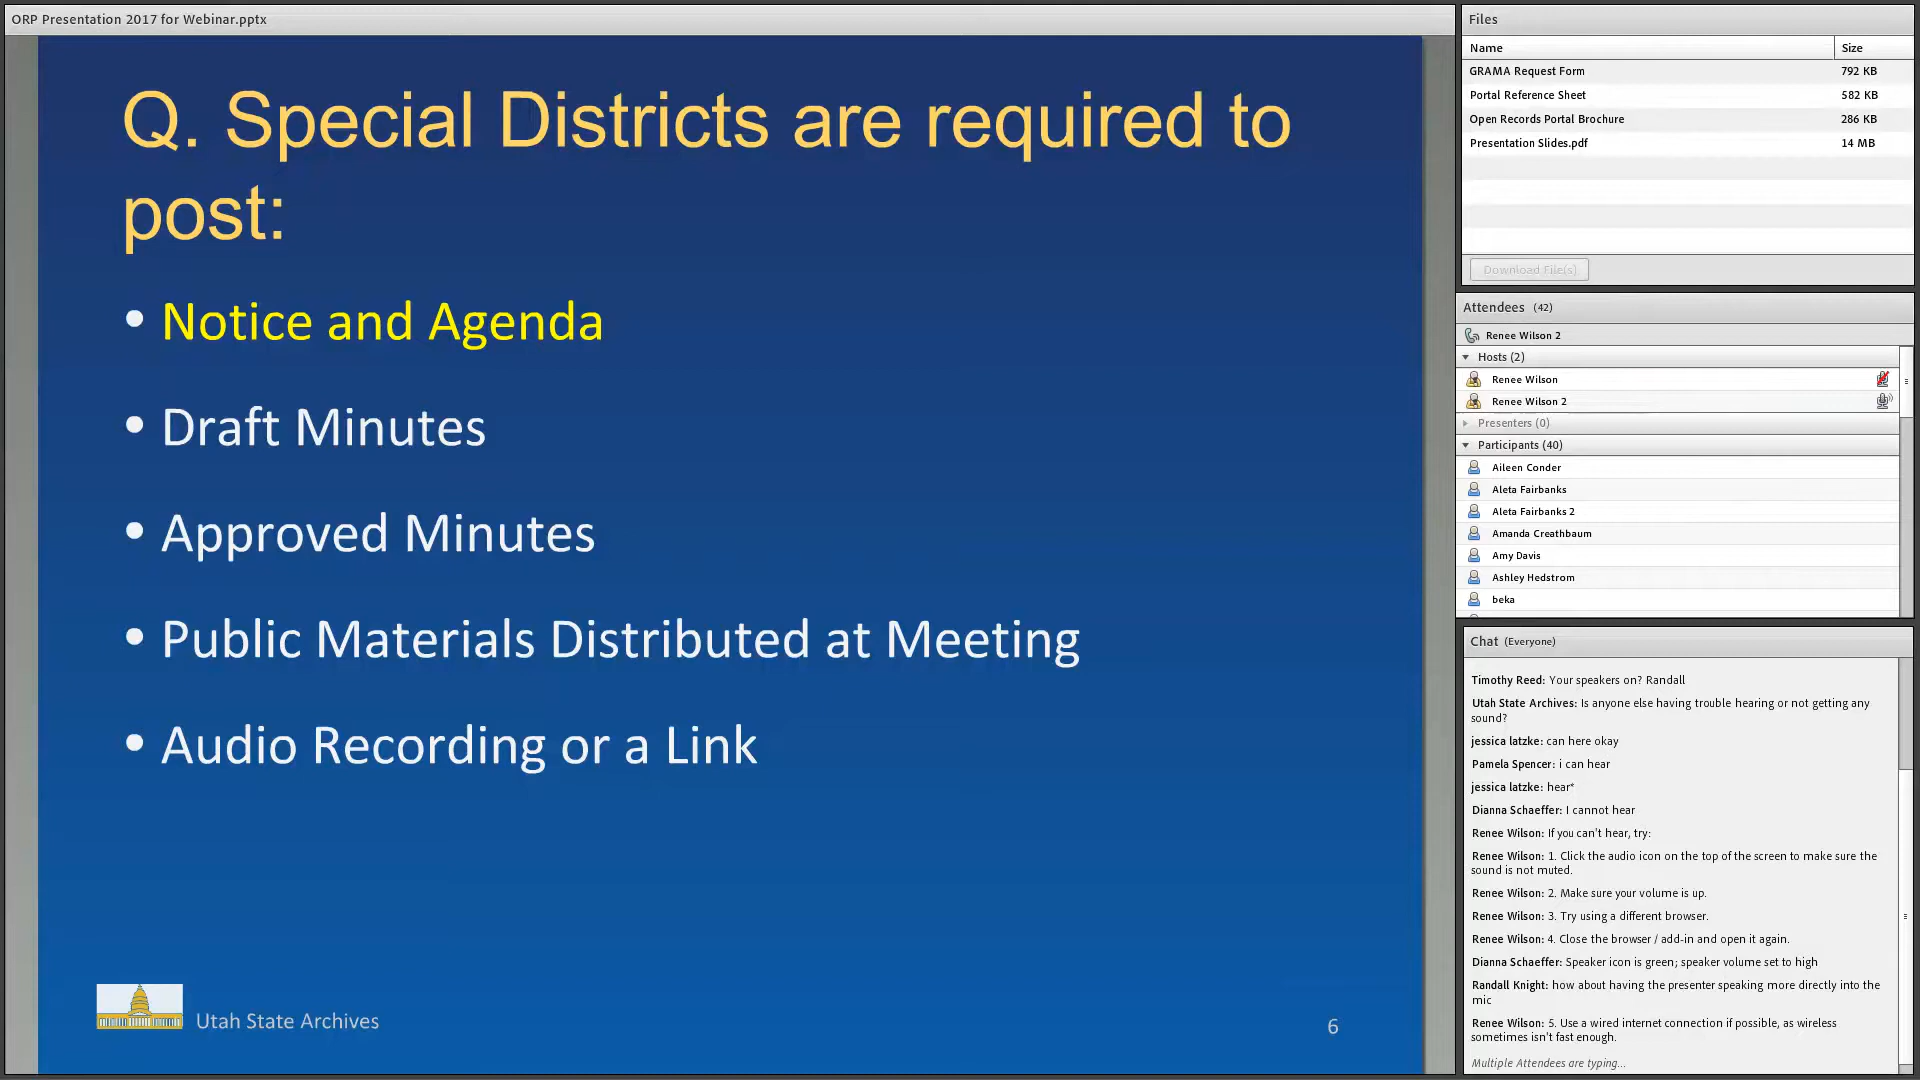 ORP Presentation 2017 for Webinar.pptx
Q. Special Districts are required to
post:
• Notice and Agenda
• Draft Minutes
• Approved Minutes
• Public Materials Distributed at Meeting
• Audio Recording or a Link
Utah State Archives
6
Files
Name Size
GRAMA Request Form 792 KB
Portal Reference Sheet 582 KB
Open Records Portal Brochure 286 KB
Presentation Slides.pdf 14 MB
Download File(s)
Attendees (42)
Renee Wilson 2
Hosts (2)
Renee Wilson
Renee Wilson 2
Presenters (0)
Participants (40)
Aileen Conder
Aleta Fairbanks
Aleta Fairbanks 2
Amanda Creathbaum
Amy Davis
Ashley Hedstrom
beka
Chat (Everyone)
Timothy Reed: Your speakers on? Randall
Utah State Archives: Is anyone else having trouble hearing or not getting any
sound?
jessica latzke: can here okay
Pamela Spencer: i can hear
jessica latzke: hear*
Dianna Schaeffer: I cannot hear
Renee Wilson: If you can't hear, try:
Renee Wilson: 1. Click the audio icon on the top of the screen to make sure the
sound is not muted.
Renee Wilson: 2. Make sure your volume is up.
Renee Wilson: 3. Try using a different browser.
Renee Wilson: 4. Close the browser / add-in and open it again.
Dianna Schaeffer: Speaker icon is green; speaker volume set to high
Randall Knight: how about having the presenter speaking more directly into the
mic
Renee Wilson: 5. Use a wired internet connection if possible, as wireless
sometimes isn't fast enough.
Multiple Attendees are typing...